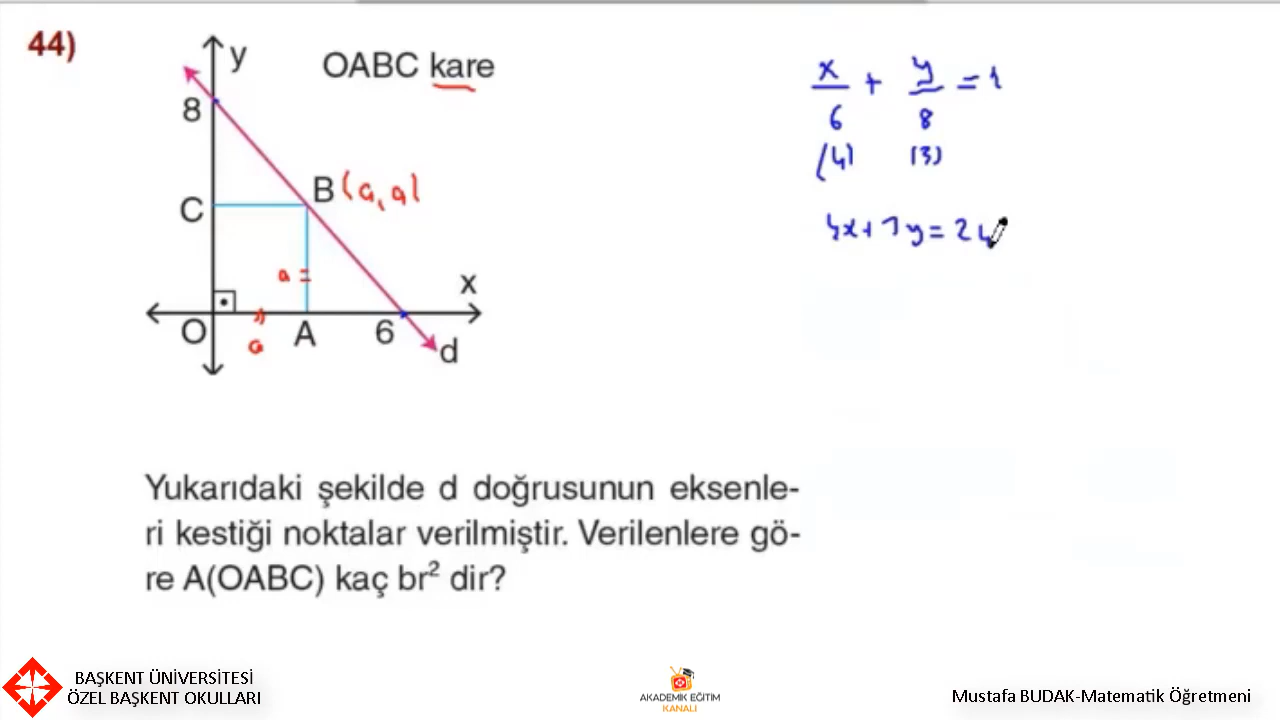 44)
y
OABC kare
8
B (a, a)
C
a =
x
O
a
A
6
d
x/6 + y/8 = 1
(4) (3)
4x+3y=24
Yukarıdaki şekilde d doğrusunun eksenle-
ri kestiği noktalar verilmiştir. Verilenlere gö-
re A(OABC) kaç br² dir?
BAŞKENT ÜNİVERSİTESİ
ÖZEL BAŞKENT OKULLARI
AKADEMİK EĞİTİM
KANALI
Mustafa BUDAK-Matematik Öğretmeni